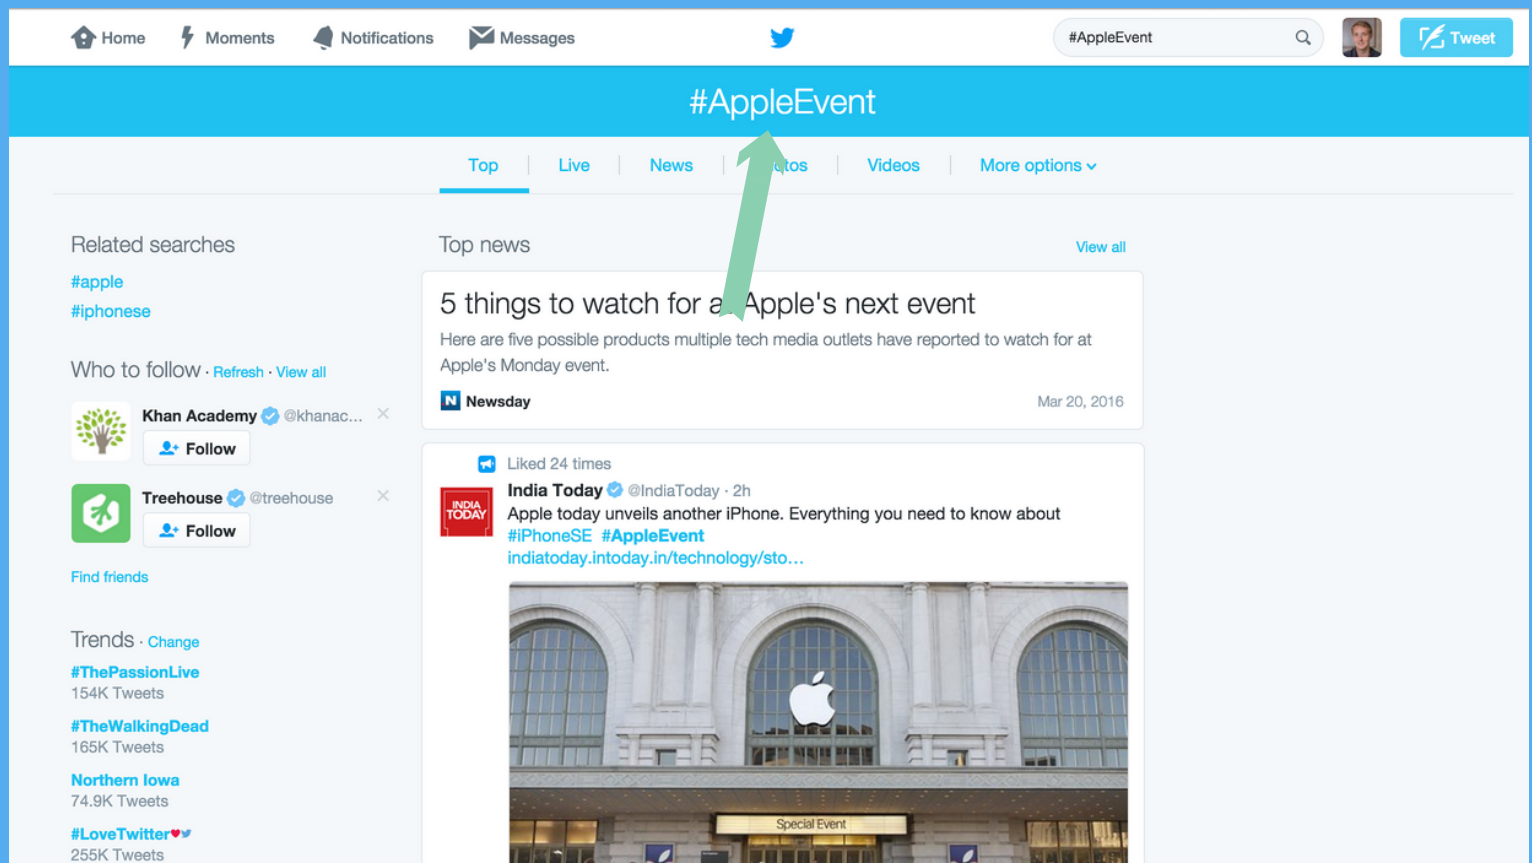 Home
Moments
Notifications
Messages
#AppleEvent
Tweet
#AppleEvent
Top
Live
News
tos
Videos
More options
Related searches
#apple
#iphonese
Who to follow · Refresh · View all
Khan Academy @khanac...
Follow
Treehouse @treehouse
Follow
Find friends
Trends · Change
#ThePassionLive
154K Tweets
#TheWalkingDead
165K Tweets
Northern Iowa
74.9K Tweets
#LoveTwitter
255K Tweets
Top news
View all
5 things to watch for a Apple's next event
Here are five possible products multiple tech media outlets have reported to watch for at
Apple's Monday event.
N Newsday
Mar 20, 2016
Liked 24 times
India Today @IndiaToday · 2h
INDIA
TODAY
Apple today unveils another iPhone. Everything you need to know about
#iPhoneSE #AppleEvent
indiatoday.intoday.in/technology/sto...
Special Event